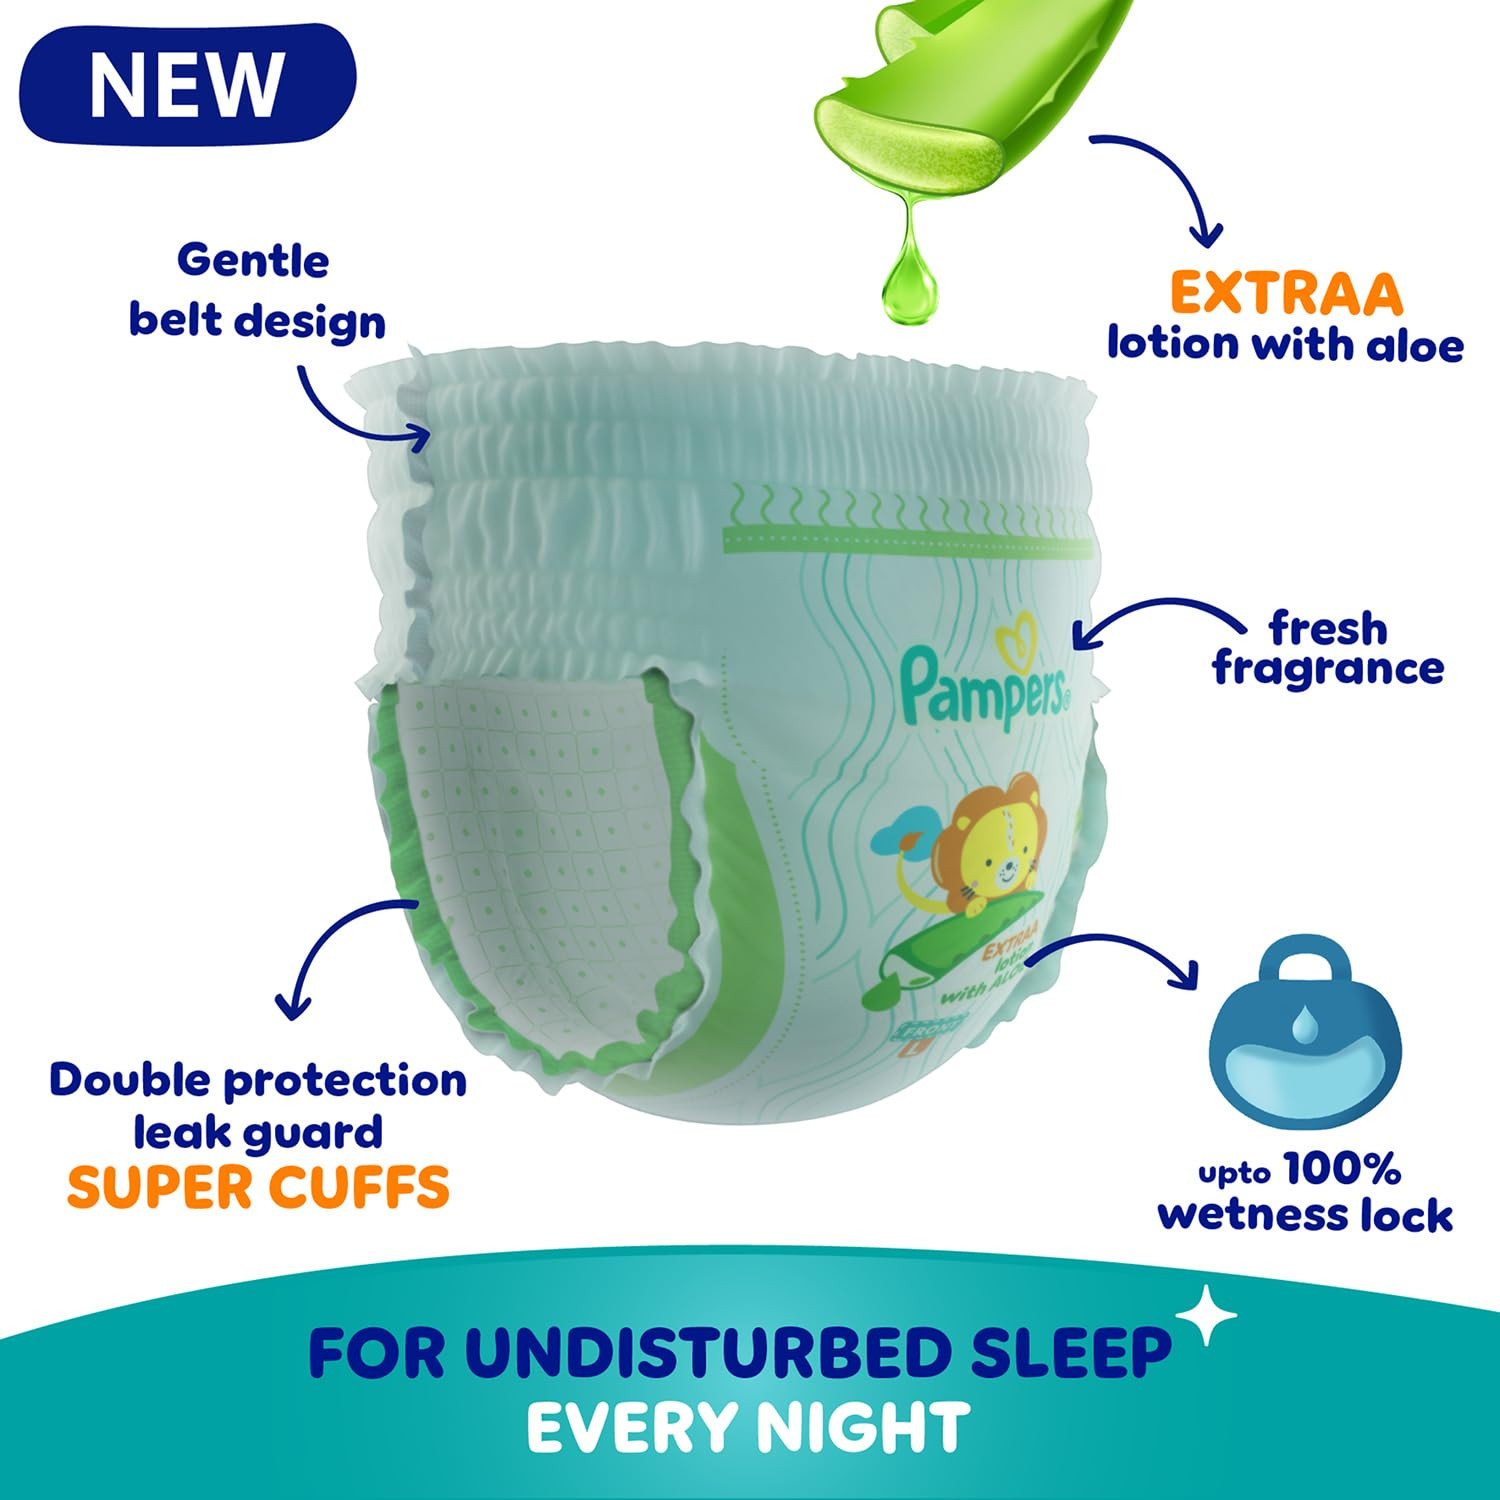 NEW
Gentle
belt design
EXTRAA
lotion with aloe
fresh
fragrance
Pampers®
EXTRAA
lotion
with ALOE
FRONT
L
Double protection
leak guard
SUPER CUFFS
upto 100%
wetness lock
FOR UNDISTURBED SLEEP
EVERY NIGHT